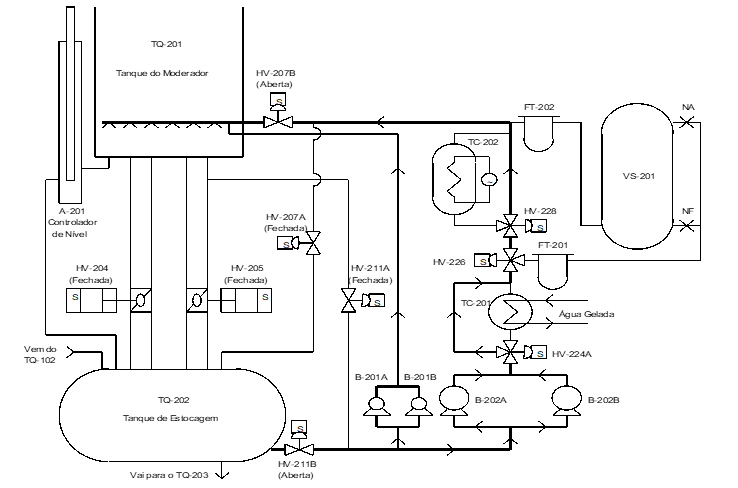 TQ-201
Tanque do Moderador
HV-207B
(Aberta)
S
FT-202
NA
TC-202
~
VS-201
A-201
Controlador
de Nível
HV-207A
(Fechada)
S
HV-228
S
NF
HV-226
S
FT-201
HV-204
(Fechada)
S
HV-205
(Fechada)
S
HV-211A
(Fechada)
S
TC-201
Água Gelada
Vem do
TQ-102
HV-224A
S
B-201A
B-201B
TQ-202
Tanque de Estocagem
B-202A
B-202B
S
HV-211B
(Aberta)
Vai para o TQ-203